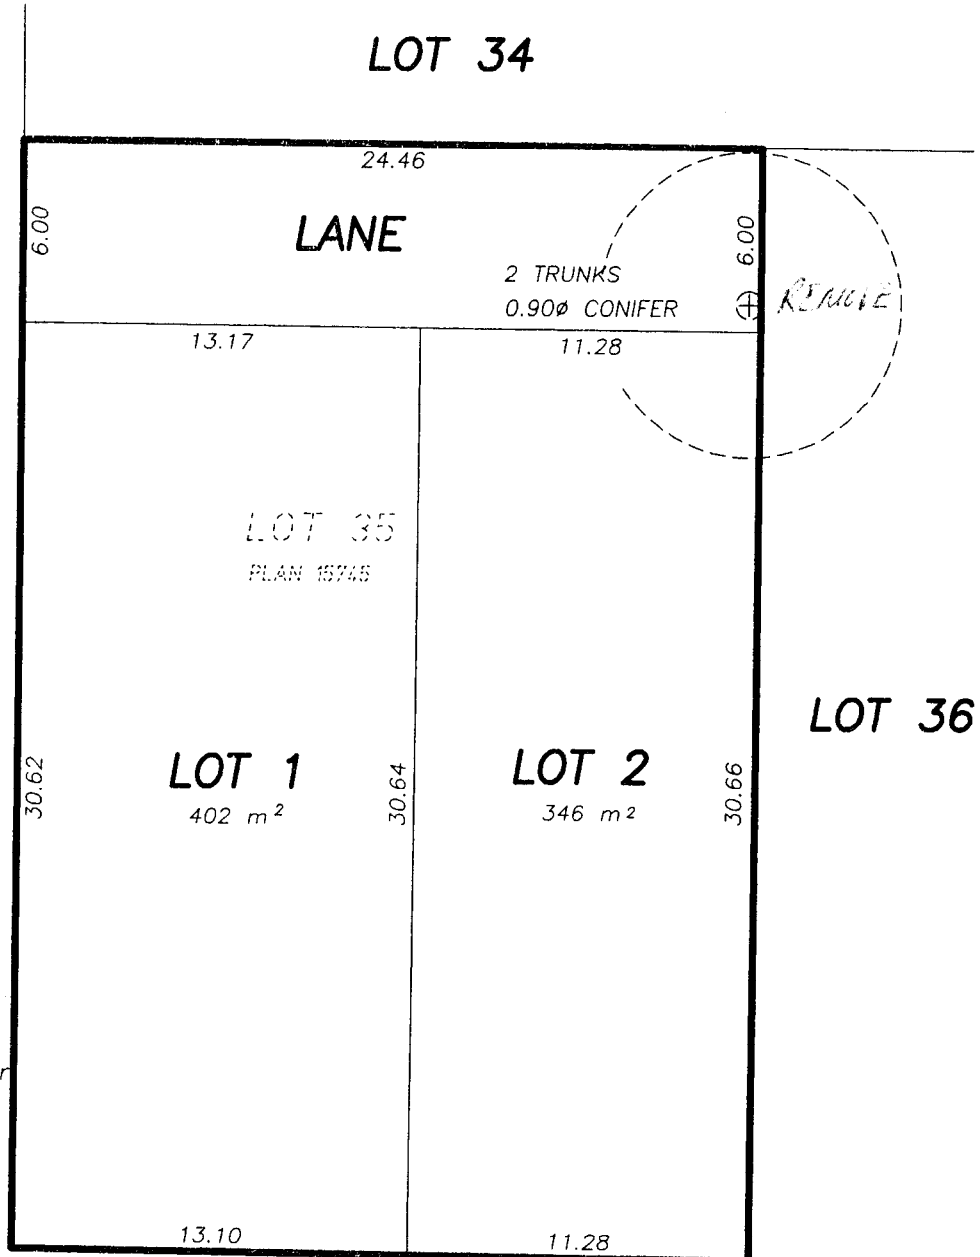 LOT 34
24.46
6.00
LANE
6.00
2 TRUNKS
0.90ø CONIFER
REMOVE
13.17
11.28
LOT 35
PLAN 15745
LOT 36
30.62
LOT 1
402 m²
30.64
LOT 2
346 m²
30.66
r
13.10
11.28